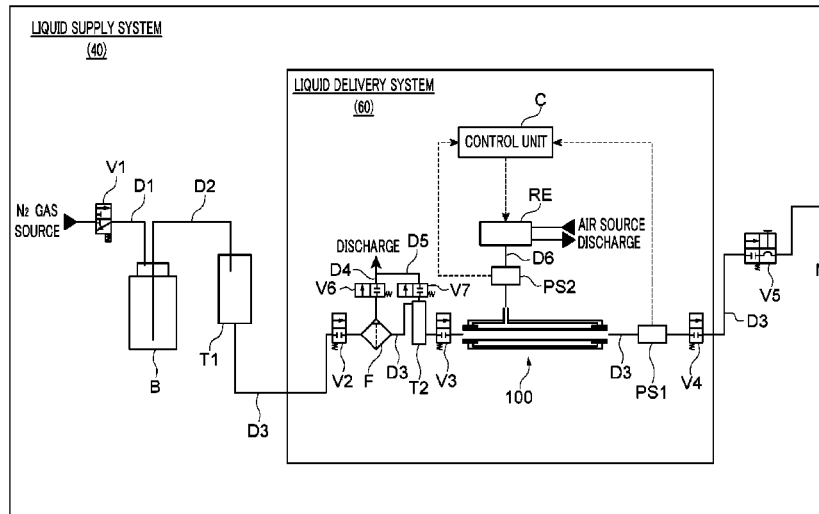 LIQUID SUPPLY SYSTEM
(40)
LIQUID DELIVERY SYSTEM
(60)
C
CONTROL UNIT
V1
D1
D2
N2 GAS
SOURCE
RE
AIR SOURCE
DISCHARGE
DISCHARGE
D5
D4
D6
V6
V7
PS2
V5
T1
B
V2
F
D3
T2
V3
100
D3
PS1
V4
D3
D3